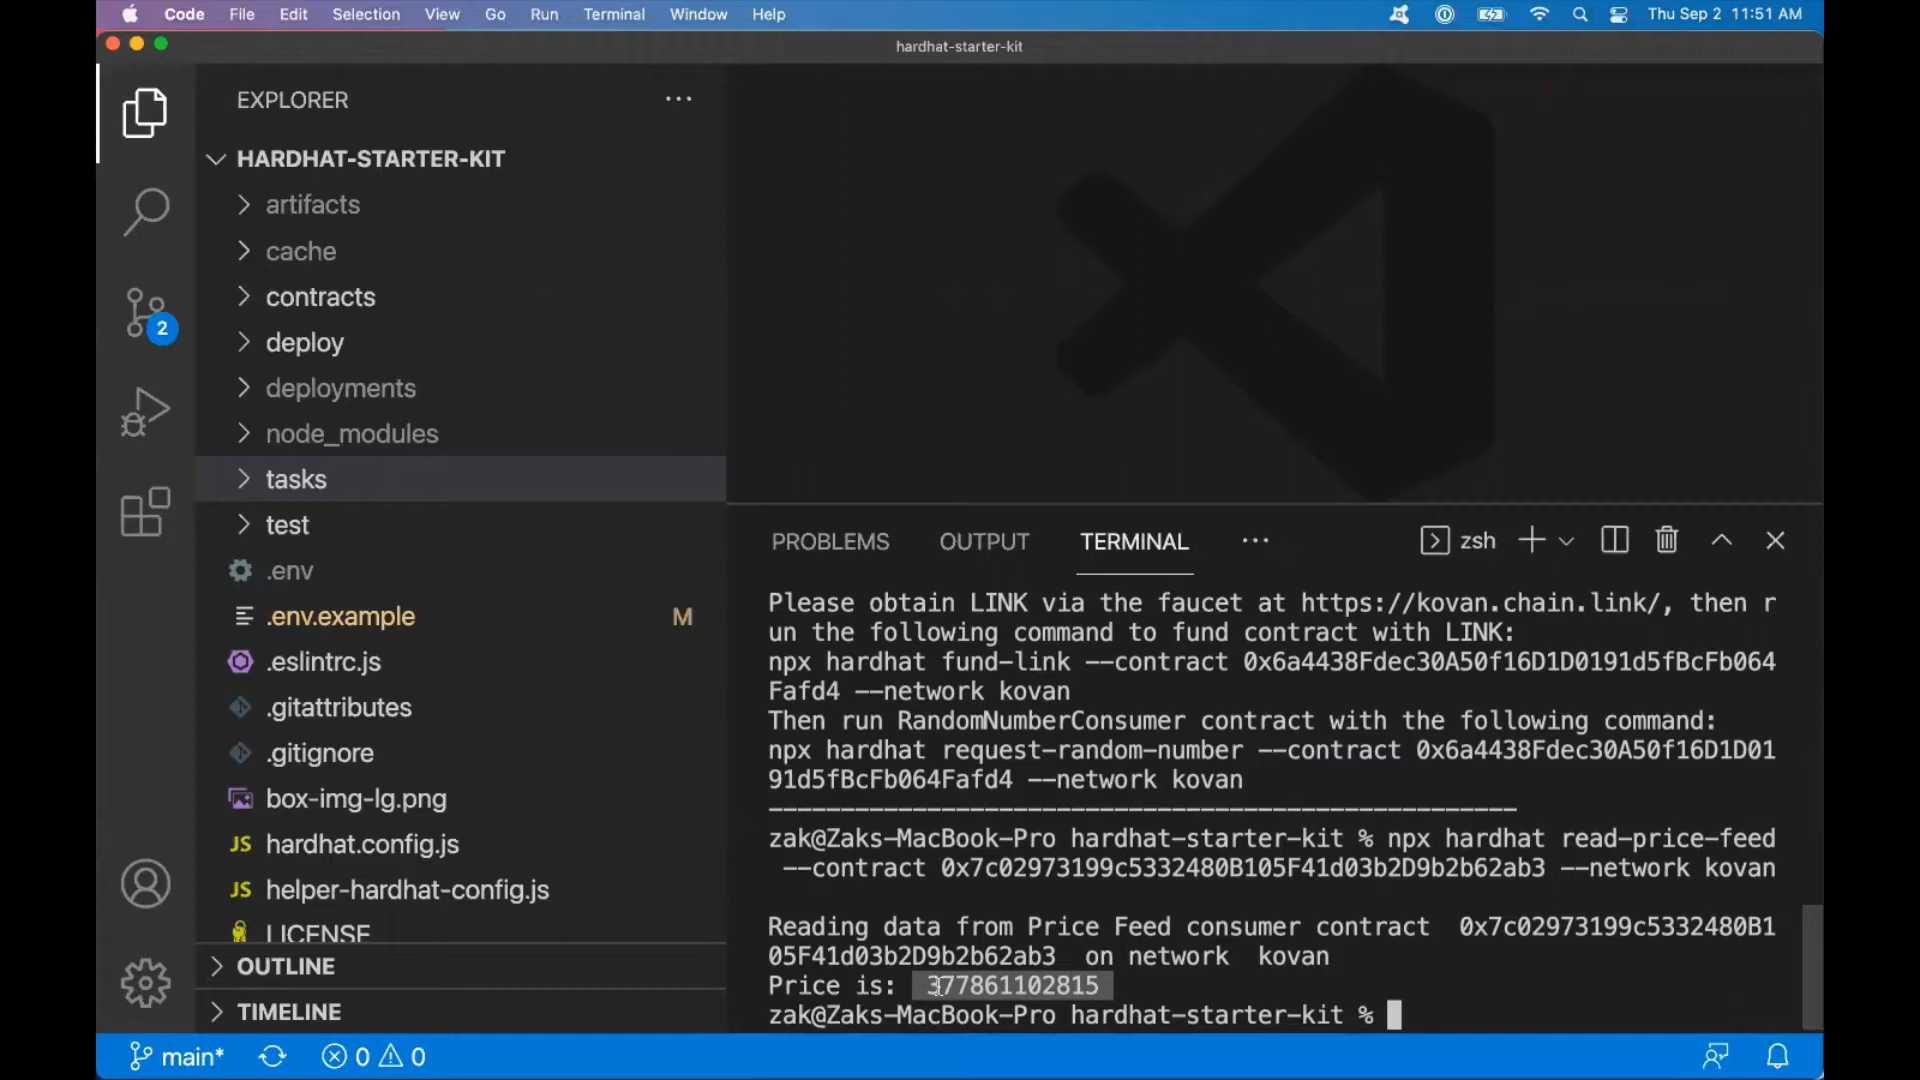 Code File Edit Selection View Go Run Terminal Window Help Thu Sep 2 11:51 AM
hardhat-starter-kit
EXPLORER
HARDHAT-STARTER-KIT
artifacts
cache
contracts
deploy
deployments
node_modules
tasks
test
.env
.env.example M
.eslintrc.js
.gitattributes
.gitignore
box-img-lg.png
JS hardhat.config.js
JS helper-hardhat-config.js
LICENSE
OUTLINE
TIMELINE
2
PROBLEMS OUTPUT TERMINAL zsh
Please obtain LINK via the faucet at https://kovan.chain.link/, then r
un the following command to fund contract with LINK:
npx hardhat fund-link --contract 0x6a4438Fdec30A50f16D1D0191d5fBcFb064
Fafd4 --network kovan
Then run RandomNumberConsumer contract with the following command:
npx hardhat request-random-number --contract 0x6a4438Fdec30A50f16D1D01
91d5fBcFb064Fafd4 --network kovan
----------------------------------------------------
zak@Zaks-MacBook-Pro hardhat-starter-kit % npx hardhat read-price-feed
--contract 0x7c02973199c5332480B105F41d03b2D9b2b62ab3 --network kovan
Reading data from Price Feed consumer contract 0x7c02973199c5332480B1
05F41d03b2D9b2b62ab3 on network kovan
Price is: 377861102815
zak@Zaks-MacBook-Pro hardhat-starter-kit %
main* 0 0